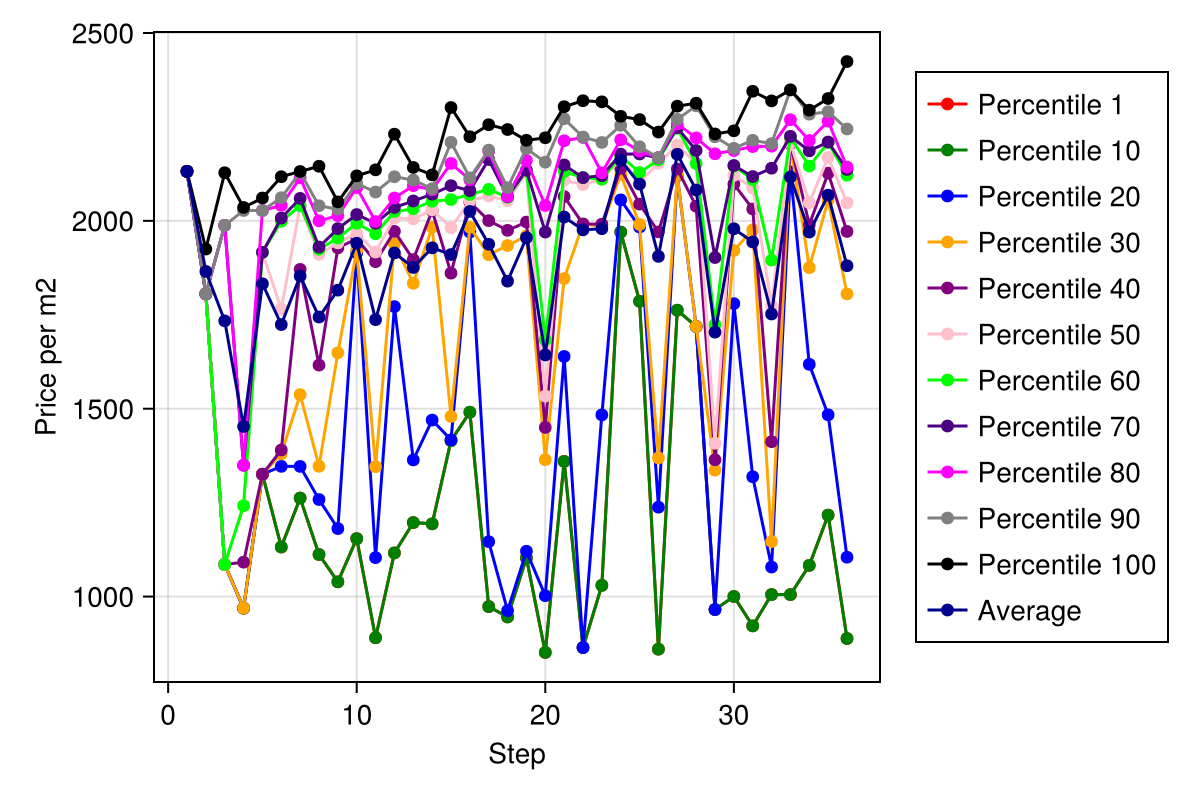 2500
2000
1500
1000
Price per m2
0 10 20 30
Step
Percentile 1
Percentile 10
Percentile 20
Percentile 30
Percentile 40
Percentile 50
Percentile 60
Percentile 70
Percentile 80
Percentile 90
Percentile 100
Average